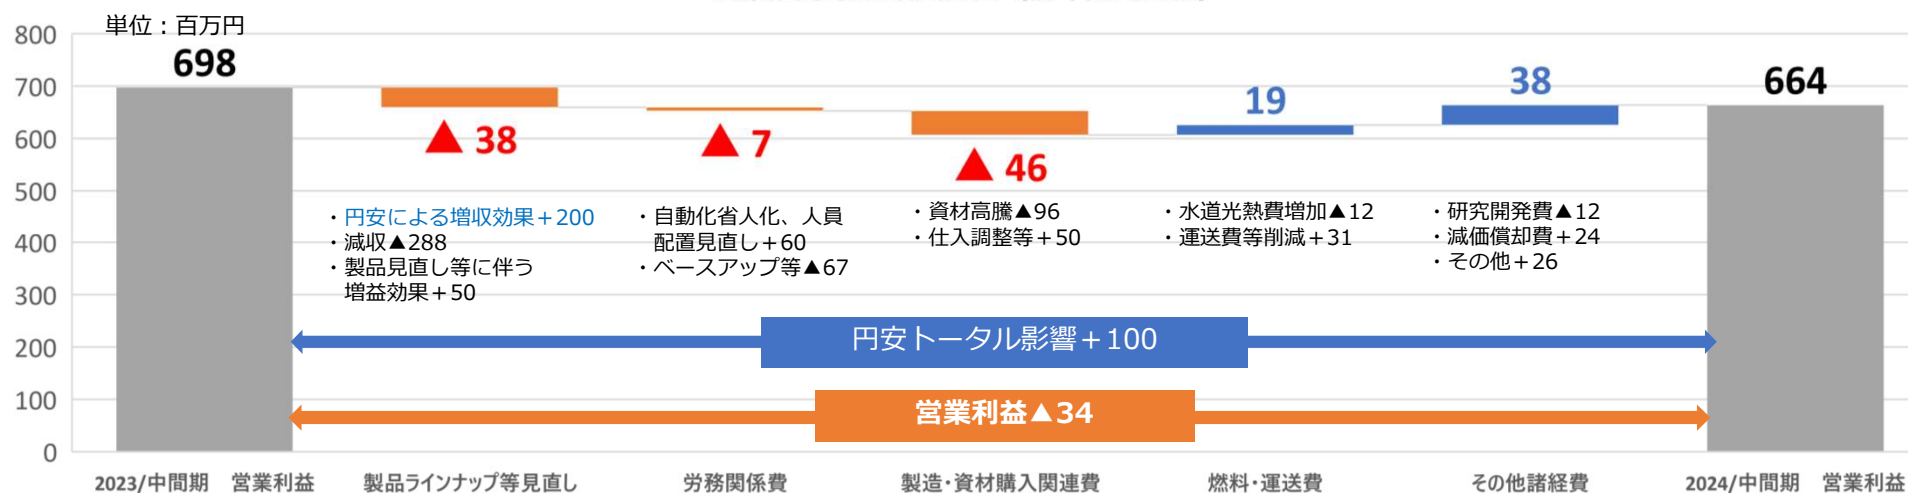 単位：百万円
800
700
600
500
400
300
200
100
0
698
▲ 38
▲ 7
▲ 46
19
38
664
・円安による増収効果＋200
・減収▲288
・製品見直し等に伴う
増益効果＋50
・自動化省人化、人員
配置見直し＋60
・ベースアップ等▲67
・資材高騰▲96
・仕入調整等＋50
・水道光熱費増加▲12
・運送費等削減＋31
・研究開発費▲12
・減価償却費＋24
・その他＋26
円安トータル影響＋100
営業利益▲34
2023/中間期　営業利益
製品ラインナップ等見直し
労務関係費
製造・資材購入関連費
燃料・運送費
その他諸経費
2024/中間期　営業利益